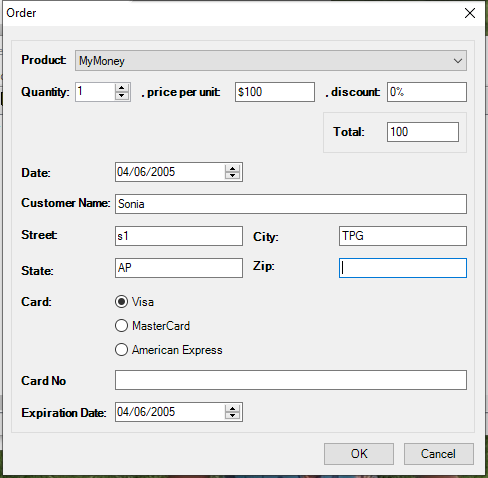 Order
Product: MyMoney
Quantity: 1 , price per unit: $100 , discount: 0%
Total: 100
Date: 04/06/2005
Customer Name: Sonia
Street: s1 City: TPG
State: AP Zip:
Card: Visa
MasterCard
American Express
Card No
Expiration Date: 04/06/2005
OK Cancel